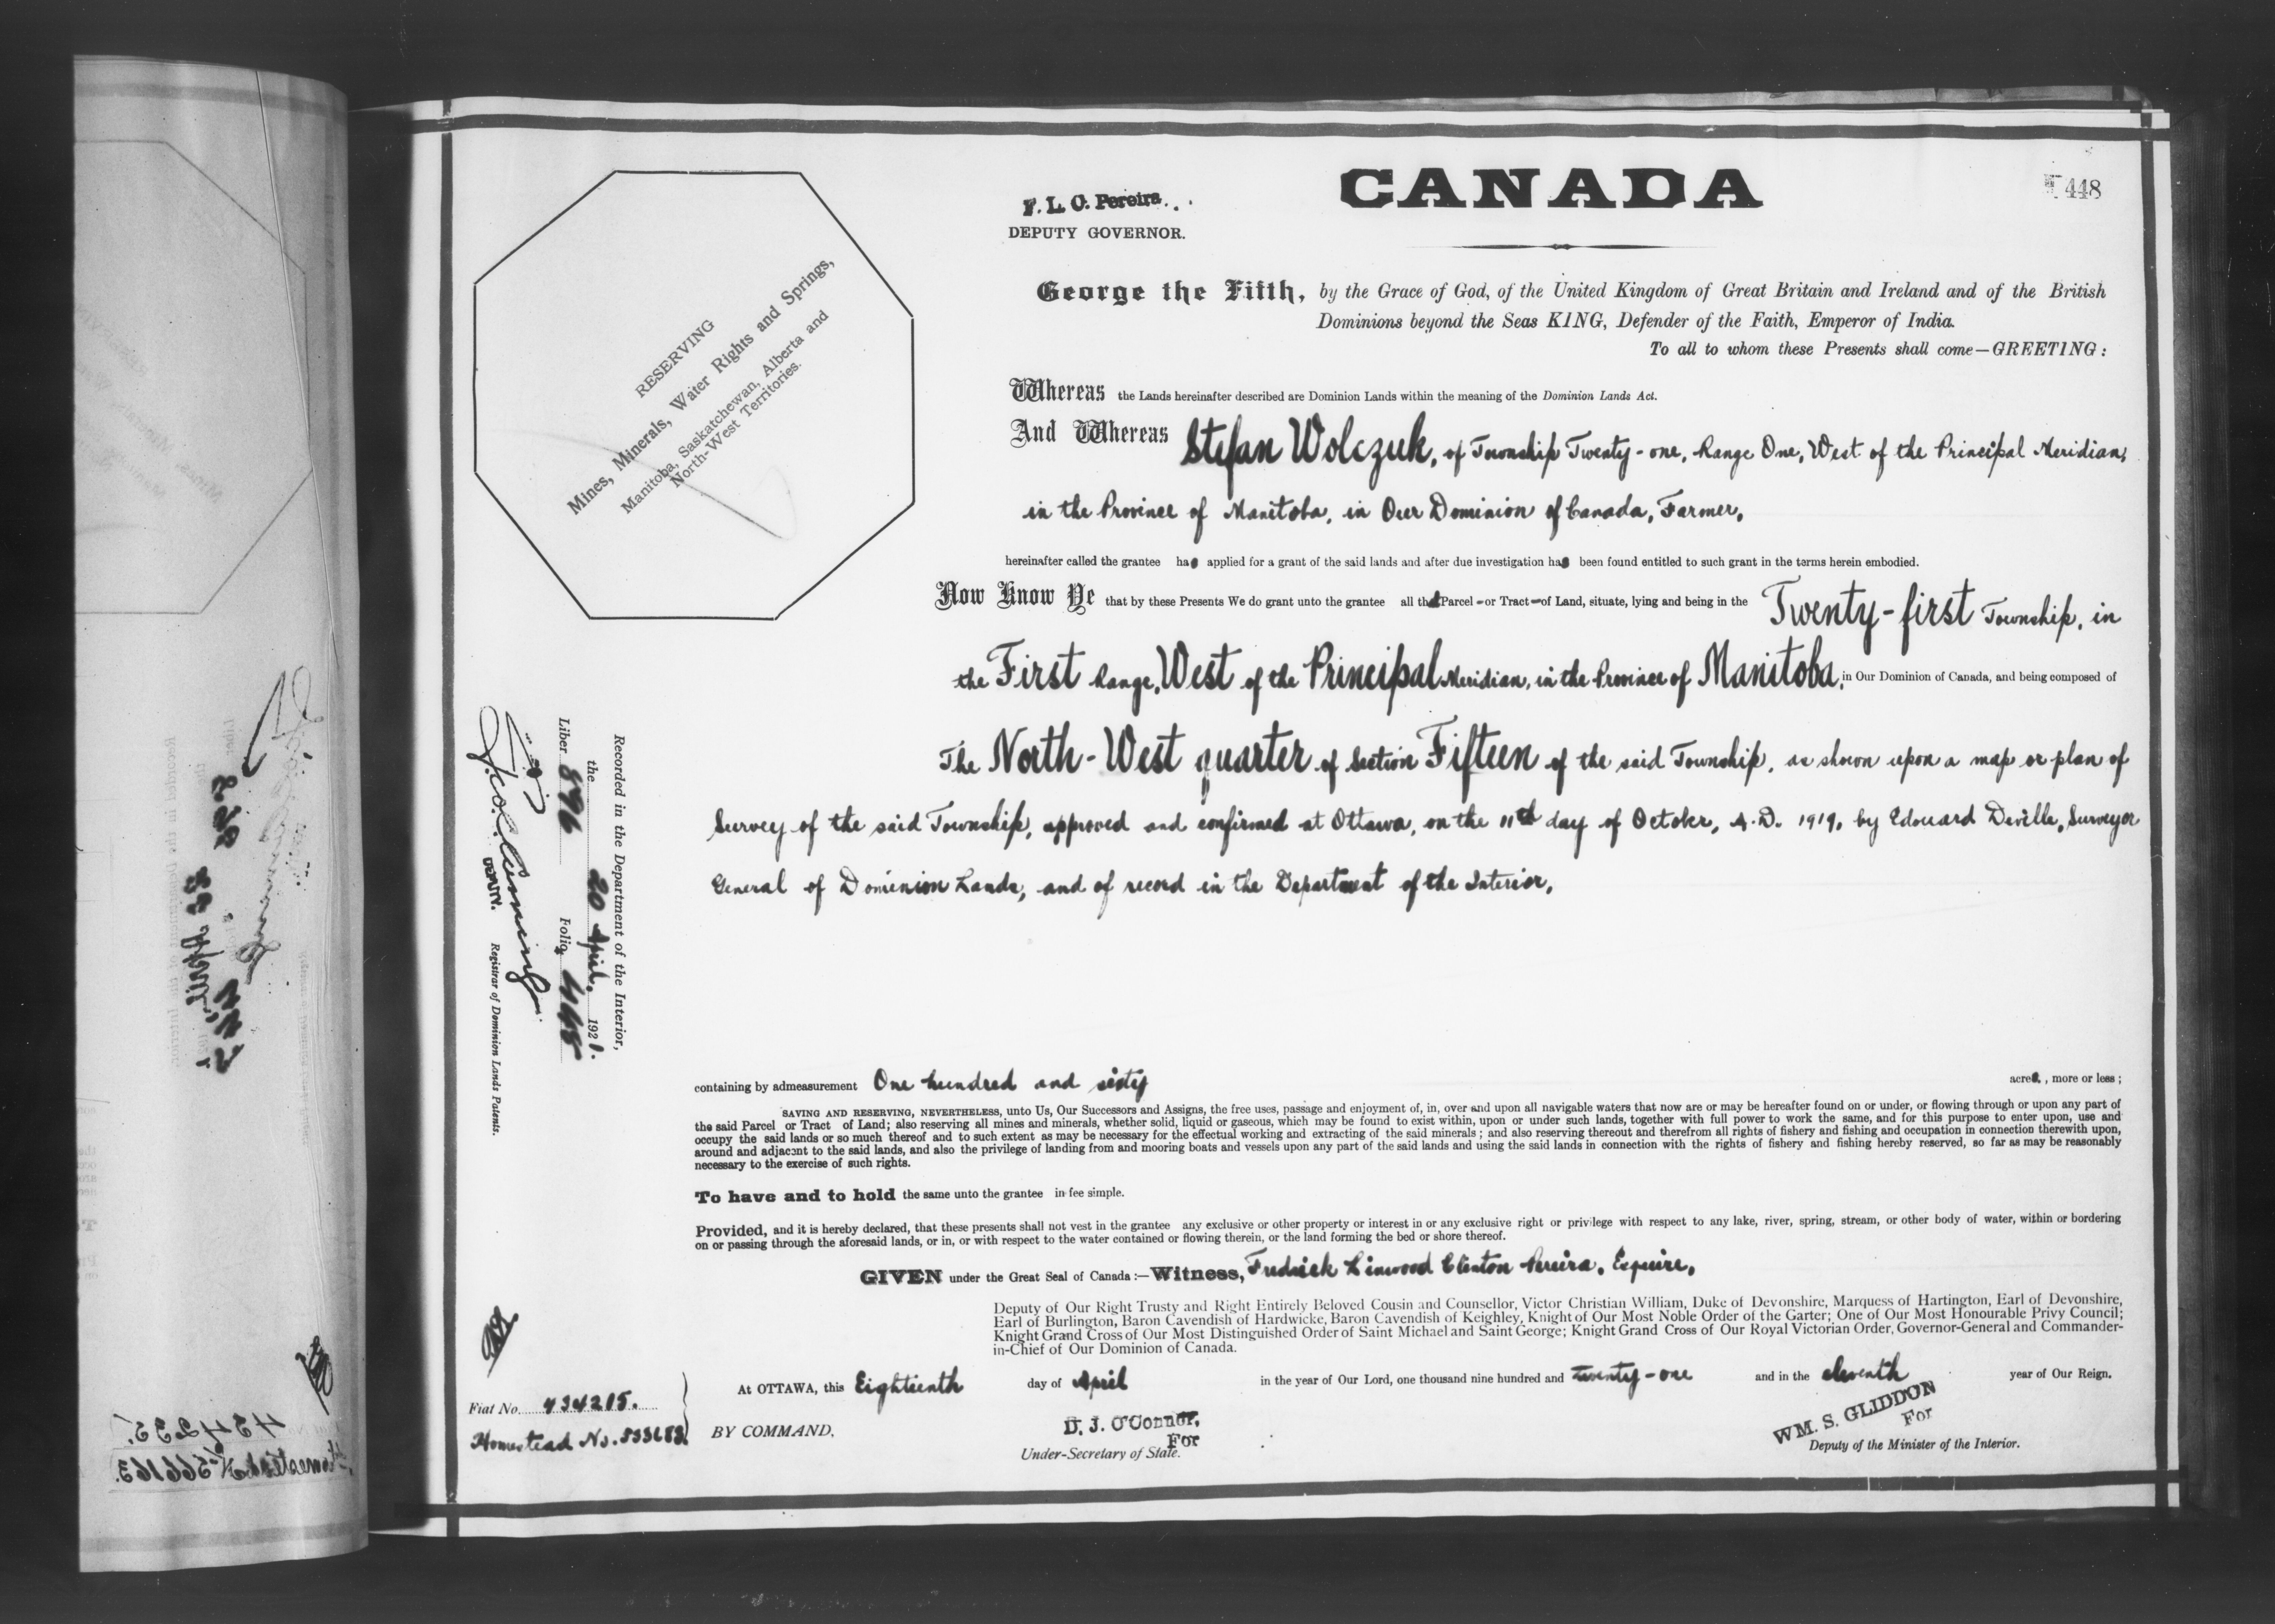 CANADA
448
F. L. C. Pereira
DEPUTY GOVERNOR.
George the Fifth, by the Grace of God, of the United Kingdom of Great Britain and Ireland and of the British
Dominions beyond the Seas KING, Defender of the Faith, Emperor of India.
To all to whom these Presents shall come—GREETING :
RESERVING
Mines, Minerals, Water Rights and Springs,
Manitoba, Saskatchewan, Alberta and
North-West Territories.
Whereas the Lands hereinafter described are Dominion Lands within the meaning of the Dominion Lands Act.
And Whereas Stefan Wolczuk, of Township Twenty-one, Range One, West of the Principal Meridian,
in the Province of Manitoba, in Our Dominion of Canada, Farmer,
hereinafter called the grantee has applied for a grant of the said lands and after due investigation has been found entitled to such grant in the terms herein embodied.
Now Know Ye that by these Presents We do grant unto the grantee all that Parcel or Tract of Land, situate, lying and being in the Twenty-first Township, in
the First Range, West of the Principal Meridian, in the Province of Manitoba, in Our Dominion of Canada, and being composed of
The North-West quarter of Section Fifteen of the said Township, as shown upon a map or plan of
Survey of the said Township, approved and confirmed at Ottawa, on the 11th day of October, A.D. 1919, by Edouard Deville, Surveyor
General of Dominion Lands, and of record in the Department of the Interior,
Recorded in the Department of the Interior,
the 20 April, 1921.
Liber 896 Folio 448
DEPUTY. Registrar of Dominion Lands Patents.
containing by admeasurement One hundred and sixty acres, more or less ;
SAVING AND RESERVING, NEVERTHELESS, unto Us, Our Successors and Assigns, the free uses, passage and enjoyment of, in, over and upon all navigable waters that now are or may be hereafter found on or under, or flowing through or upon any part of
the said Parcel or Tract of Land; also reserving all mines and minerals, whether solid, liquid or gaseous, which may be found to exist within, upon or under such lands, together with full power to work the same, and for this purpose to enter upon, use and
occupy the said lands or so much thereof and to such extent as may be necessary for the effectual working and extracting of the said minerals ; and also reserving thereout and therefrom all rights of fishery and fishing and occupation in connection therewith upon,
around and adjacent to the said lands, and also the privilege of landing from and mooring boats and vessels upon any part of the said lands and using the said lands in connection with the rights of fishery and fishing hereby reserved, so far as may be reasonably
necessary to the exercise of such rights.
To have and to hold the same unto the grantee in fee simple.
Provided, and it is hereby declared, that these presents shall not vest in the grantee any exclusive or other property or interest in or any exclusive right or privilege with respect to any lake, river, spring, stream, or other body of water, within or bordering
on or passing through the aforesaid lands, or in, or with respect to the water contained or flowing therein, or the land forming the bed or shore thereof.
GIVEN under the Great Seal of Canada :—Witness, Fredrick Linwood Clinton Pereira, Esquire,
Deputy of Our Right Trusty and Right Entirely Beloved Cousin and Counsellor, Victor Christian William, Duke of Devonshire, Marquess of Hartington, Earl of Devonshire,
Earl of Burlington, Baron Cavendish of Hardwicke, Baron Cavendish of Keighley, Knight of Our Most Noble Order of the Garter; One of Our Most Honourable Privy Council;
Knight Grand Cross of Our Most Distinguished Order of Saint Michael and Saint George; Knight Grand Cross of Our Royal Victorian Order, Governor-General and Commander-
in-Chief of Our Dominion of Canada.
At OTTAWA, this Eighteenth day of April in the year of Our Lord, one thousand nine hundred and twenty-one and in the eleventh year of Our Reign.
Fiat No. 434215.
Homestead No. 533683
BY COMMAND,
D. J. O'Connor,
For
Under-Secretary of State.
WM. S. GLIDDON
For
Deputy of the Minister of the Interior.